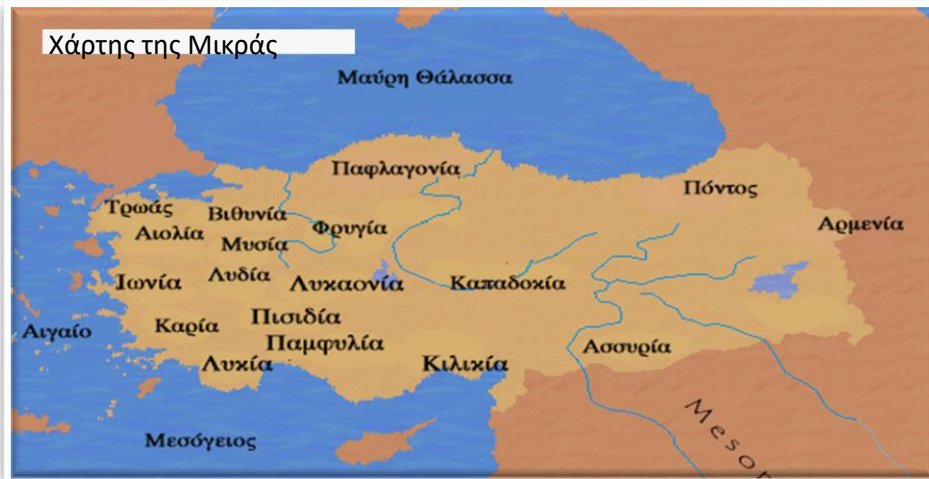 Χάρτης της Μικράς
Μαύρη Θάλασσα
Παφλαγονία
Πόντος
Τρωάς
Βιθυνία
Φρυγία
Αρμενία
Αιολία
Μυσία
Ιωνία
Λυδία
Λυκαονία
Καπαδοκία
Αιγαίο
Καρία
Πισιδία
Παμφυλία
Ασσυρία
Λυκία
Κιλικία
Μεσόγειος